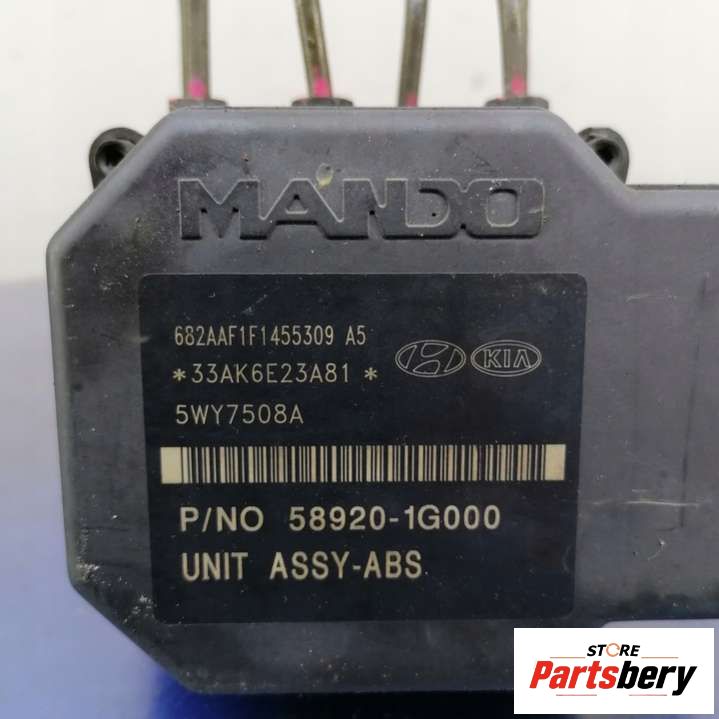 MANDO
682AAF1F1455309 A5
*33AK6E23A81*
KIA
5WY7508A
P/NO 58920-1G000
UNIT ASSY-ABS
STORE
Partsbery